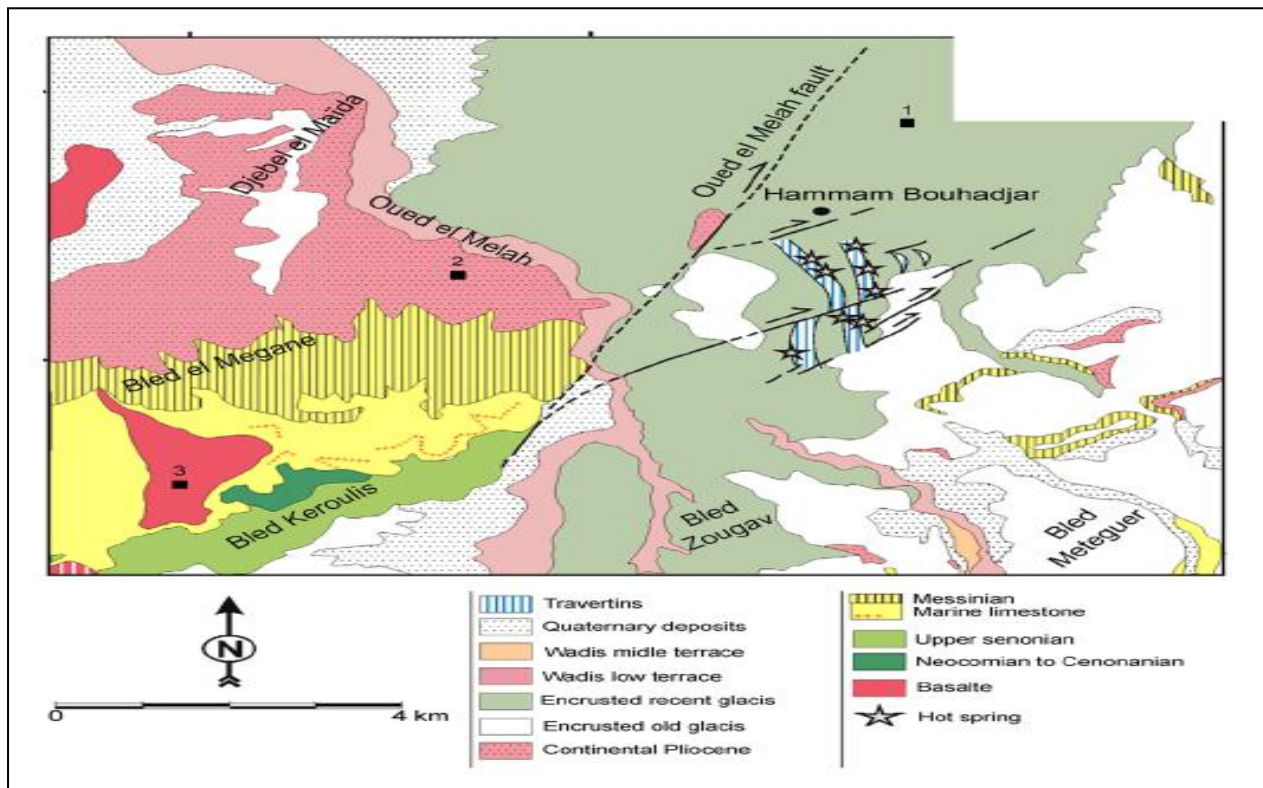 Djebel el Maïda
Oued el Melah fault
1
Hammam Bouhadjar
Oued el Melah
2
Bled el Megane
3
Bled Keroulis
Bled
Zougav
Bled
Meteguer
N
0
4 km
Travertins
Quaternary deposits
Wadis midle terrace
Wadis low terrace
Encrusted recent glacis
Encrusted old glacis
Continental Pliocene
Messinian
Marine limestone
Upper senonian
Neocomian to Cenonanian
Basalte
Hot spring